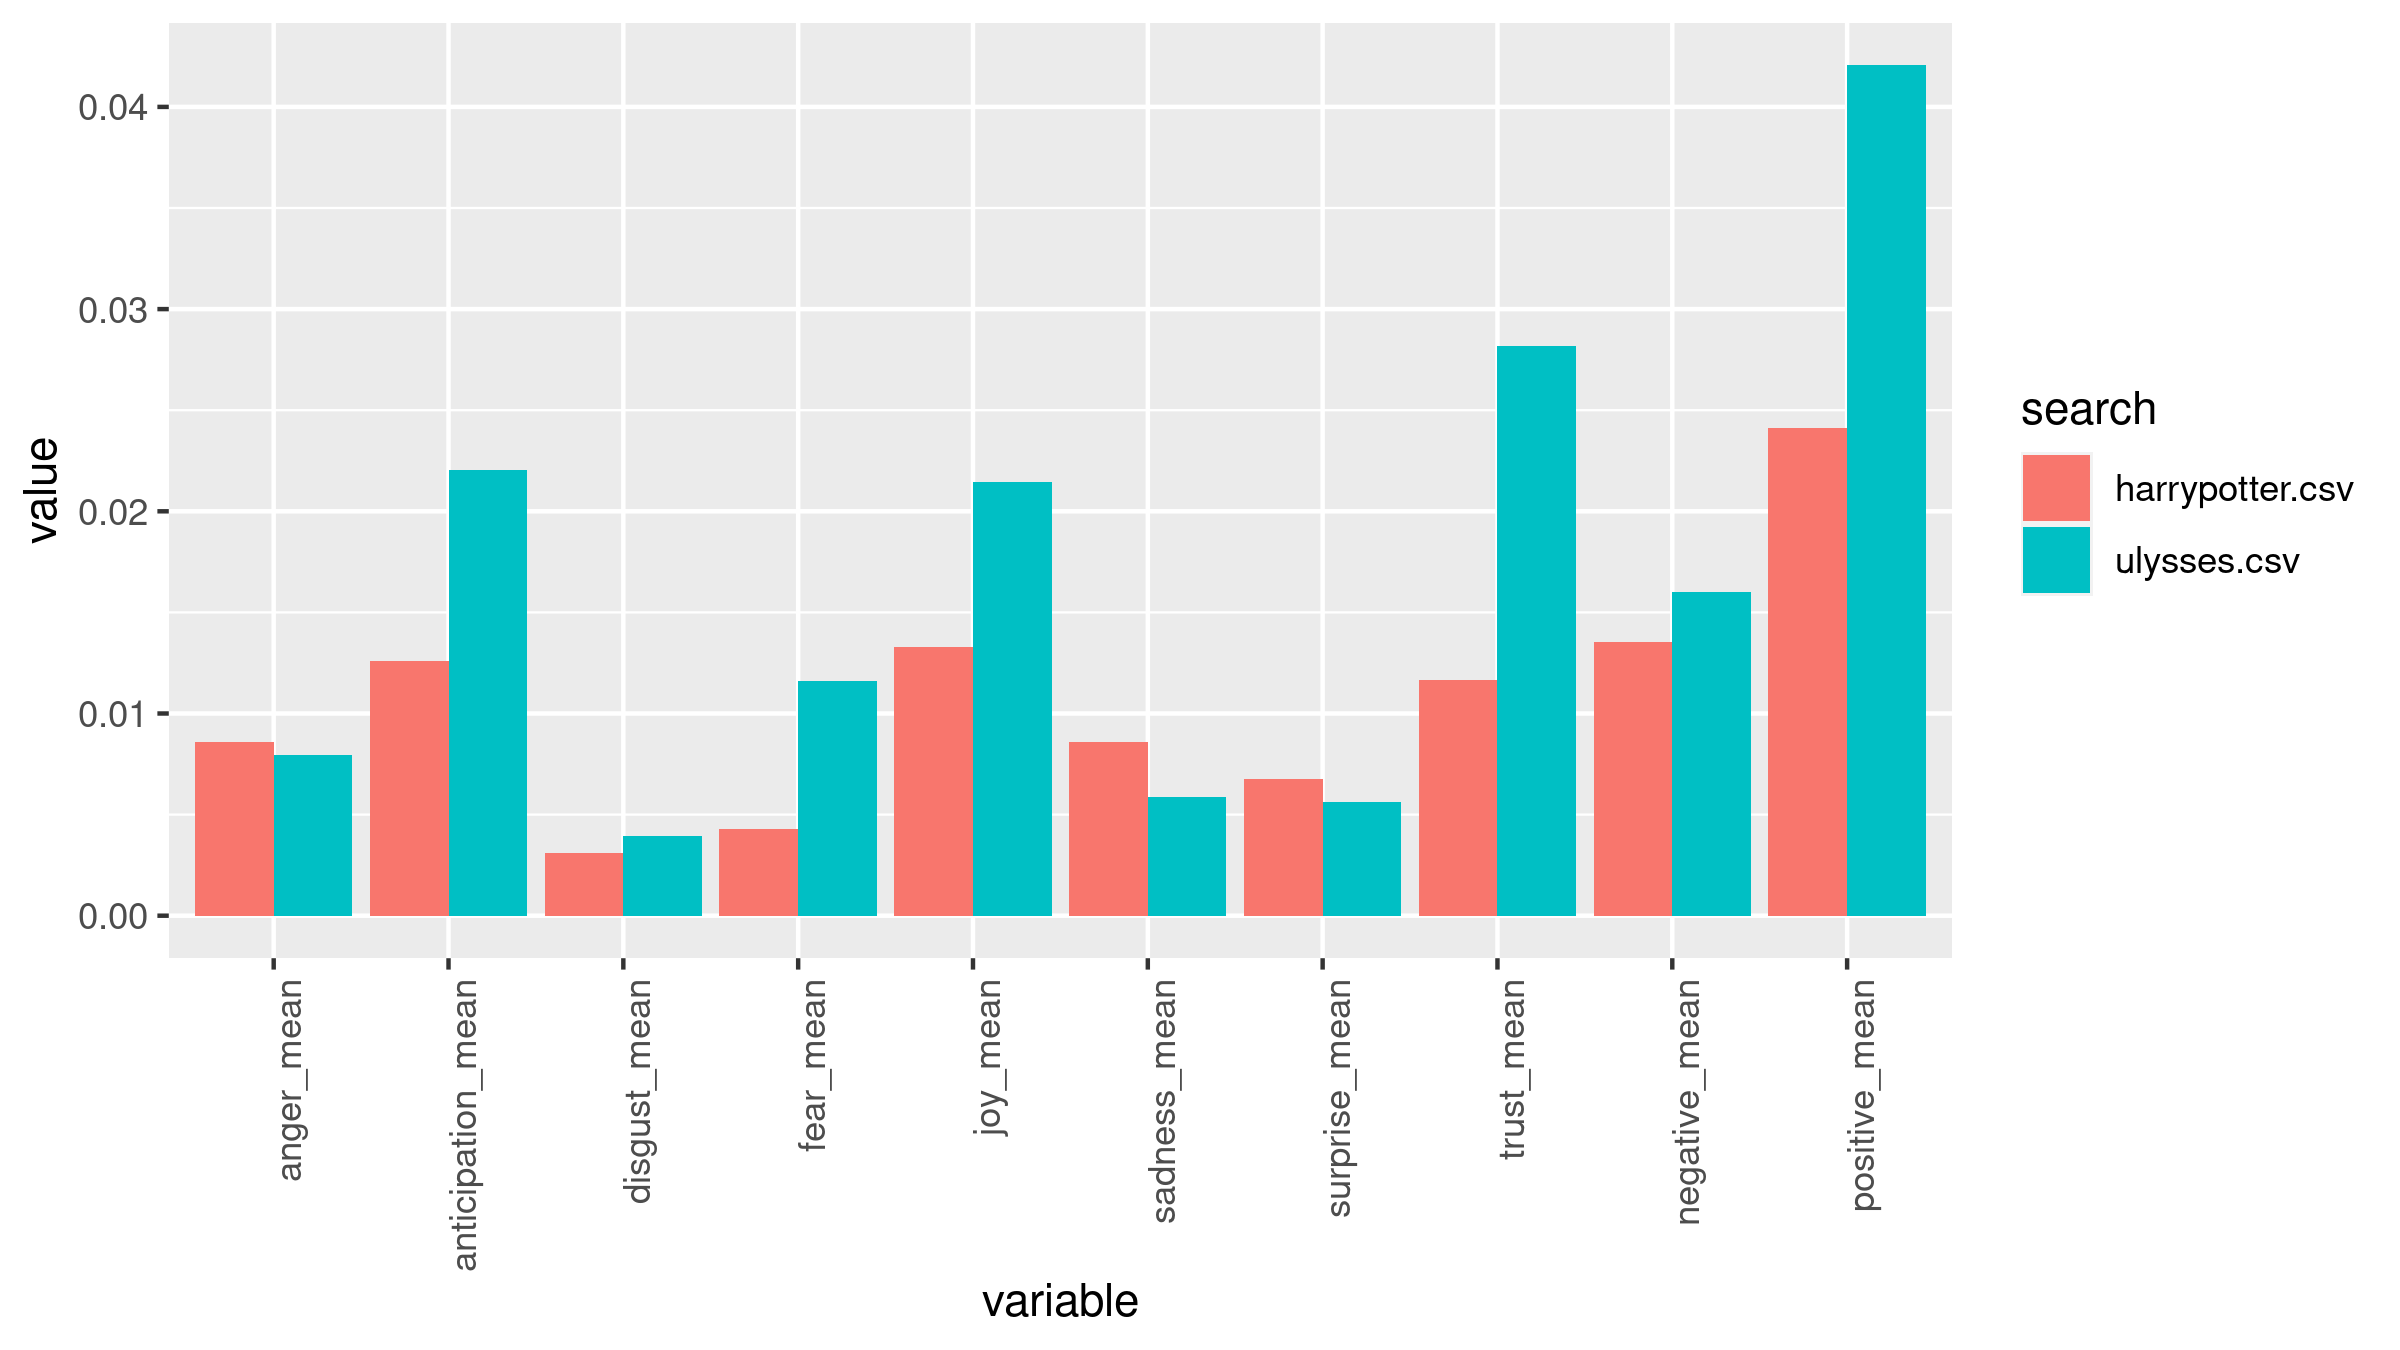 value
0.04
0.03
0.02
0.01
0.00
anger_mean
anticipation_mean
disgust_mean
fear_mean
joy_mean
sadness_mean
surprise_mean
trust_mean
negative_mean
positive_mean
variable
search
harrypotter.csv
ulysses.csv